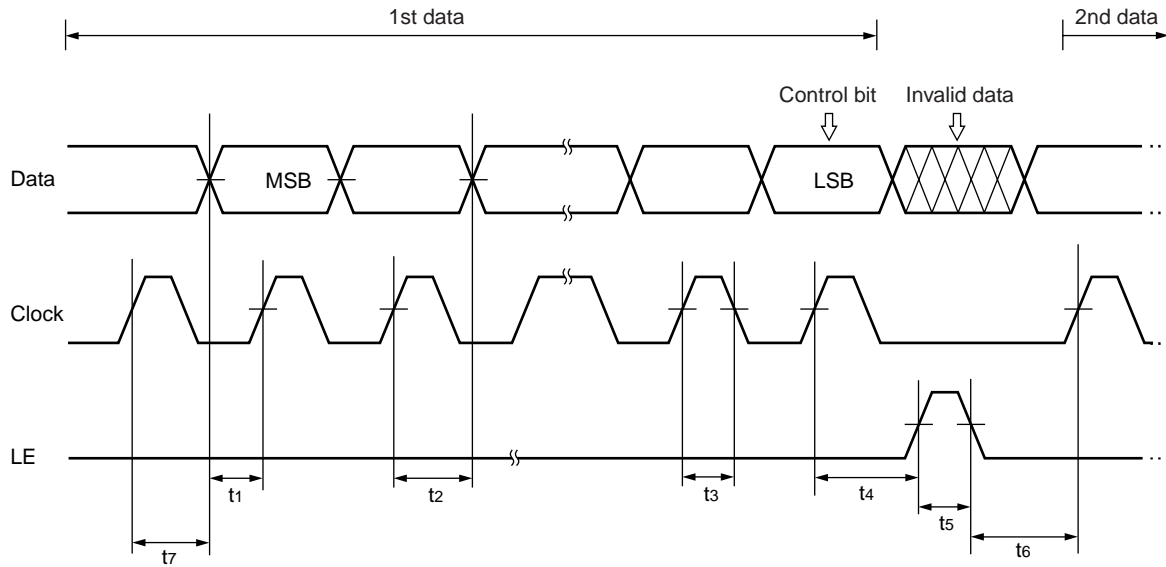 1st data
2nd data
Control bit
Invalid data
Data
MSB
LSB
Clock
LE
t1
t2
t3
t4
t5
t6
t7